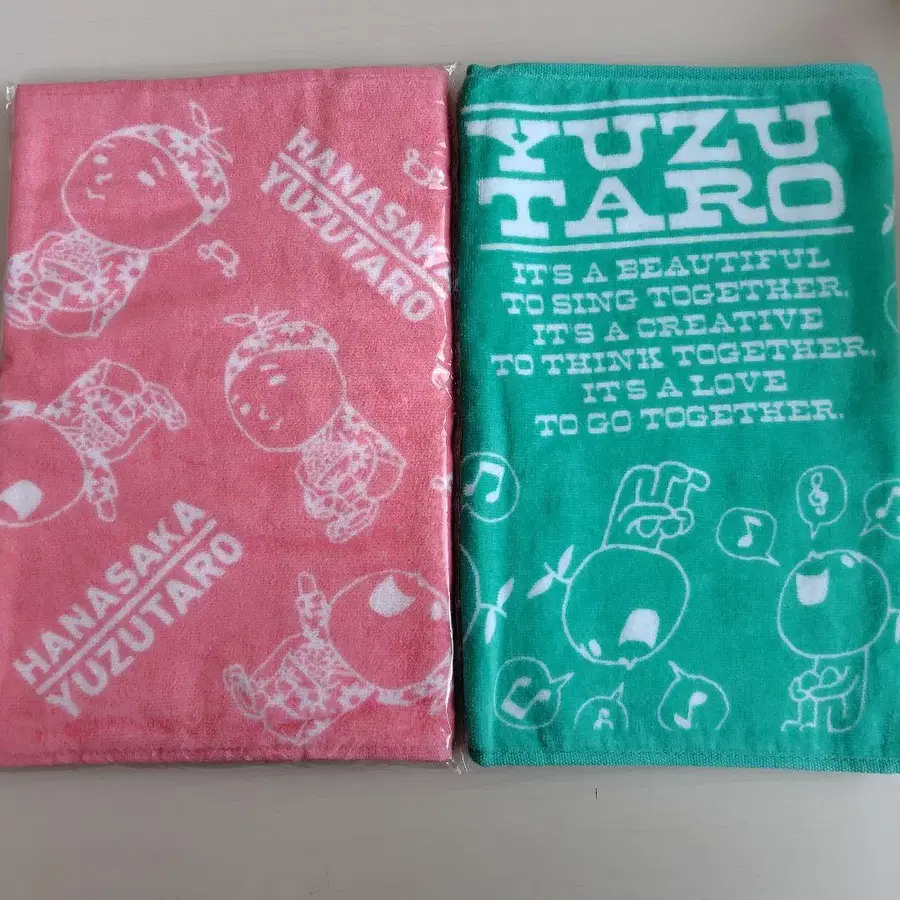 HANASAKA
YUZUTARO
HANASAKA
YUZUTARO
YUZU
TARO
IT'S A BEAUTIFUL
TO SING TOGETHER,
IT'S A CREATIVE
TO THINK TOGETHER,
IT'S A LOVE
TO GO TOGETHER.